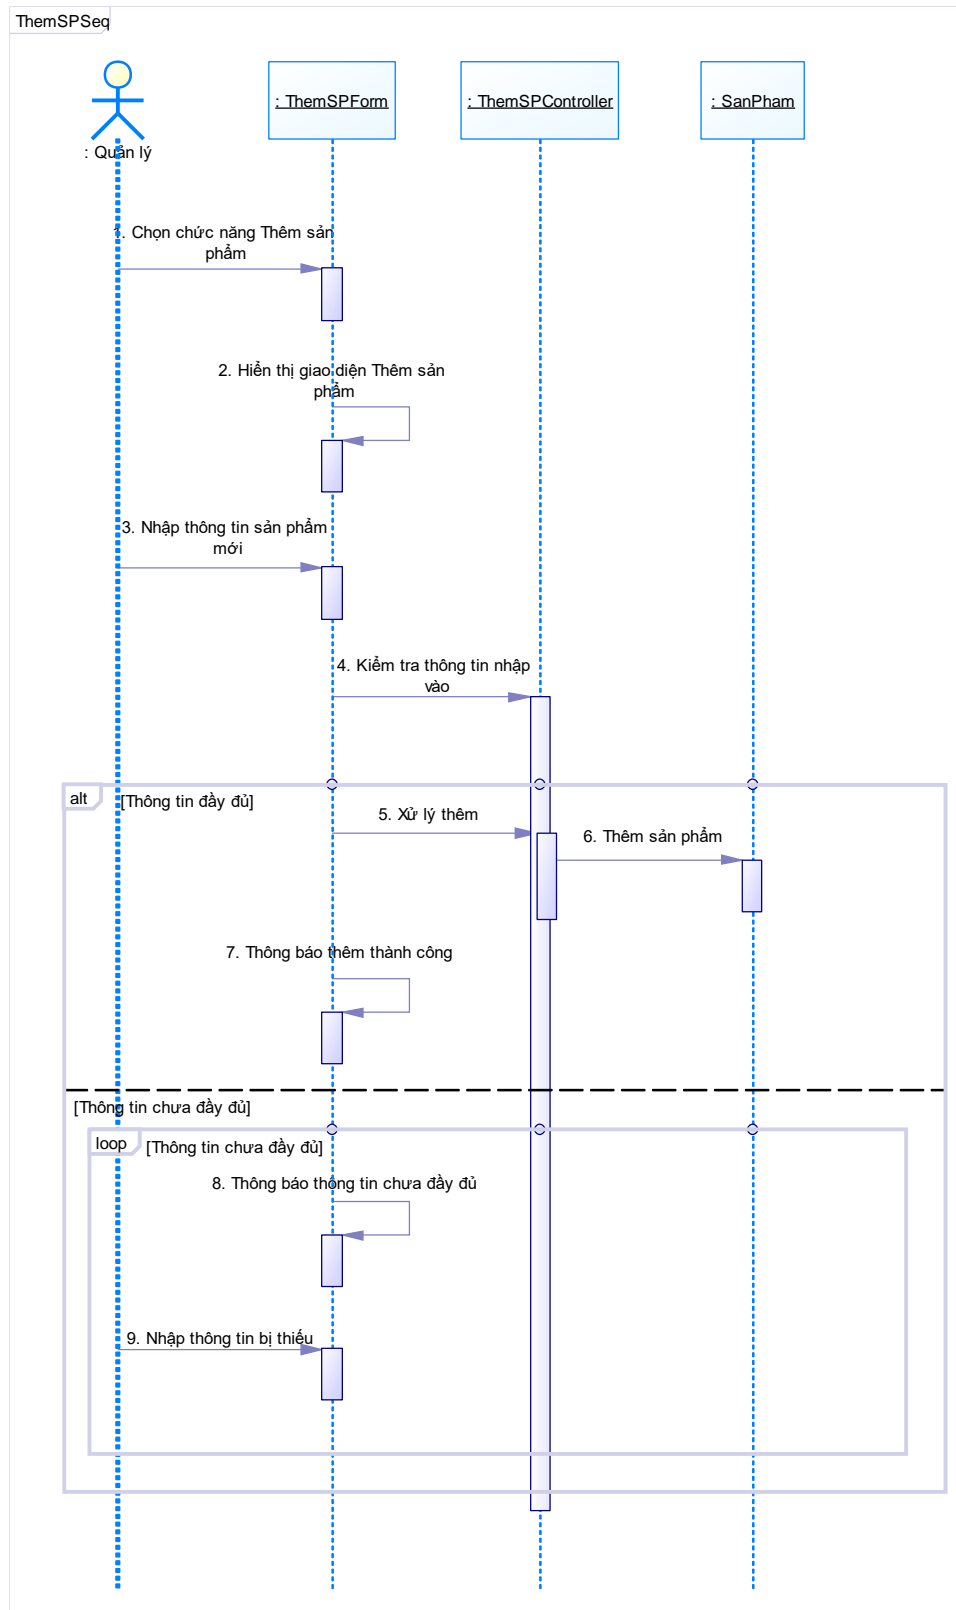 ThemSPSeq
: Quản lý
: ThemSPForm
: ThemSPController
: SanPham
1. Chọn chức năng Thêm sản
phẩm
2. Hiển thị giao diện Thêm sản
phẩm
3. Nhập thông tin sản phẩm
mới
4. Kiểm tra thông tin nhập
vào
alt
[Thông tin đầy đủ]
5. Xử lý thêm
6. Thêm sản phẩm
7. Thông báo thêm thành công
[Thông tin chưa đầy đủ]
loop
[Thông tin chưa đầy đủ]
8. Thông báo thông tin chưa đầy đủ
9. Nhập thông tin bị thiếu